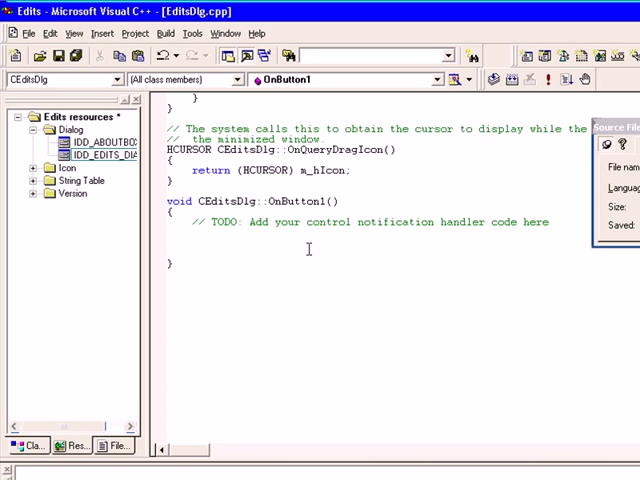 Edits - Microsoft Visual C++ - [EditsDlg.cpp]
File Edit View Insert Project Build Tools Window Help
CEditsDlg (All class members) OnButton1
Edits resources *
Dialog
IDD_ABOUTBO
IDD_EDITS_DIA
Icon
String Table
Version
Cla... Res... File...
}
}
// The system calls this to obtain the cursor to display while the
// the minimized window.
HCURSOR CEditsDlg::OnQueryDragIcon()
{
return (HCURSOR) m_hIcon;
}
void CEditsDlg::OnButton1()
{
// TODO: Add your control notification handler code here
}
Source File
File name
Language
Size:
Saved: